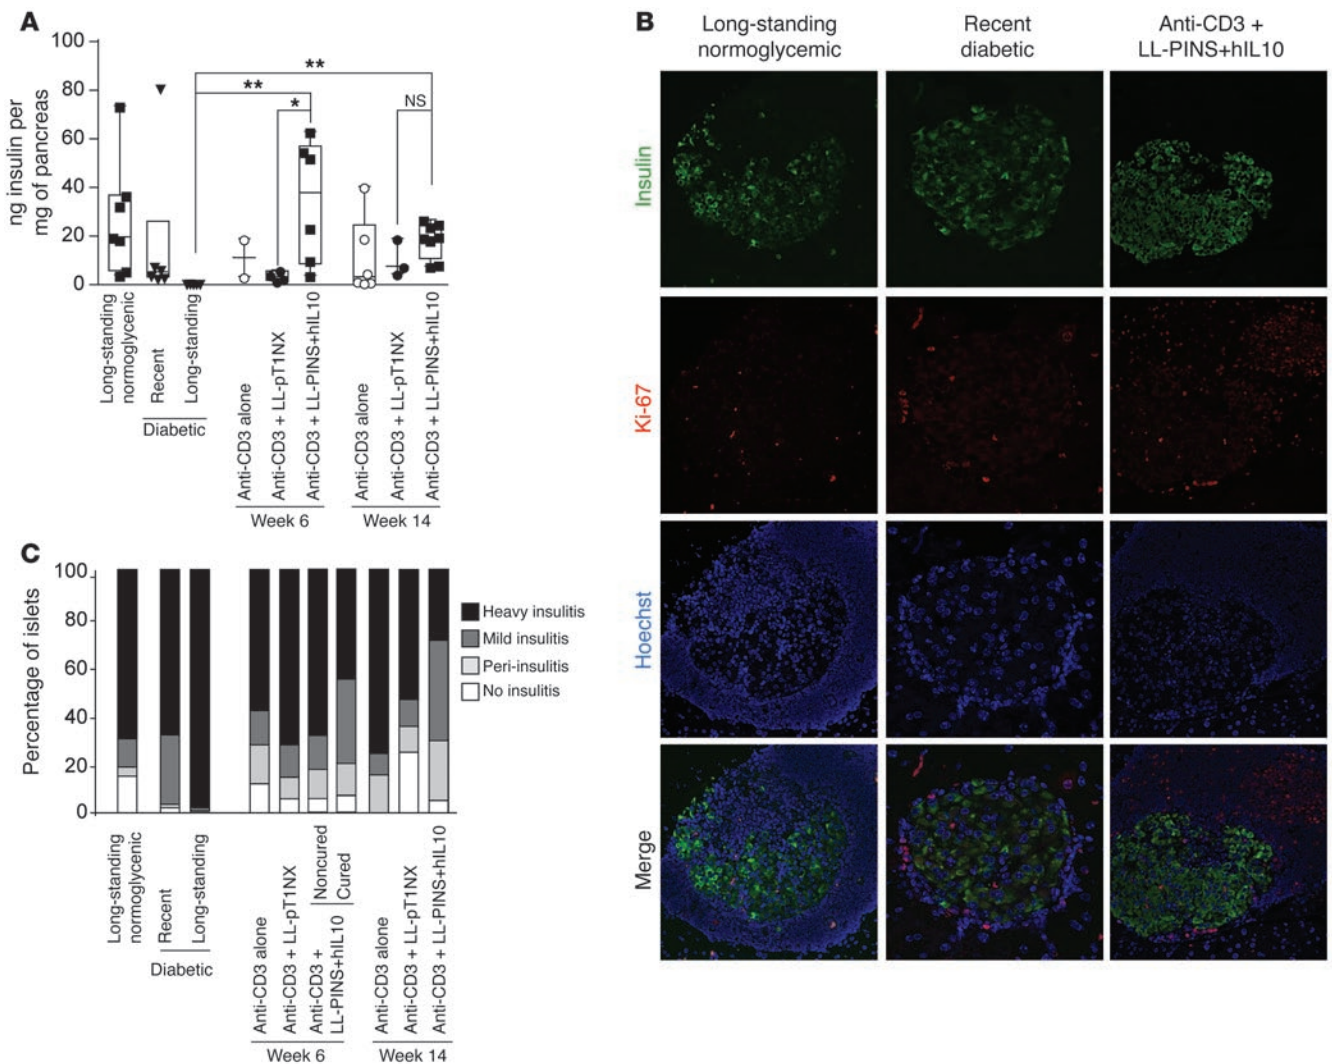 A
ng insulin per
mg of pancreas
100
80
60
40
20
0
**
**
*
NS
Long-standing
normoglycenic
Recent
Long-standing
Diabetic
Anti-CD3 alone
Anti-CD3 + LL-pT1NX
Anti-CD3 + LL-PINS+hIL10
Week 6
Anti-CD3 alone
Anti-CD3 + LL-pT1NX
Anti-CD3 + LL-PINS+hIL10
Week 14
B
Long-standing
normoglycemic
Recent
diabetic
Anti-CD3 +
LL-PINS+hIL10
Insulin
Ki-67
Hoechst
Merge
C
Percentage of islets
100
80
60
40
20
0
Heavy insulitis
Mild insulitis
Peri-insulitis
No insulitis
Long-standing
normoglycenic
Recent
Long-standing
Diabetic
Anti-CD3 alone
Anti-CD3 + LL-pT1NX
Noncured
Cured
Anti-CD3 +
LL-PINS+hIL10
Week 6
Anti-CD3 alone
Anti-CD3 + LL-pT1NX
Anti-CD3 + LL-PINS+hIL10
Week 14